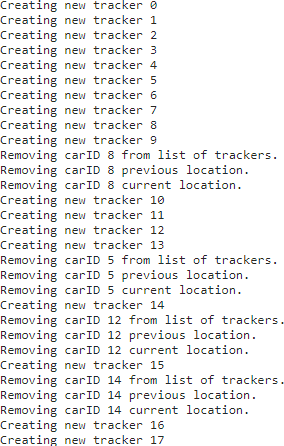 Creating new tracker 0
Creating new tracker 1
Creating new tracker 2
Creating new tracker 3
Creating new tracker 4
Creating new tracker 5
Creating new tracker 6
Creating new tracker 7
Creating new tracker 8
Creating new tracker 9
Removing carID 8 from list of trackers.
Removing carID 8 previous location.
Removing carID 8 current location.
Creating new tracker 10
Creating new tracker 11
Creating new tracker 12
Creating new tracker 13
Removing carID 5 from list of trackers.
Removing carID 5 previous location.
Removing carID 5 current location.
Creating new tracker 14
Removing carID 12 from list of trackers.
Removing carID 12 previous location.
Removing carID 12 current location.
Creating new tracker 15
Removing carID 14 from list of trackers.
Removing carID 14 previous location.
Removing carID 14 current location.
Creating new tracker 16
Creating new tracker 17